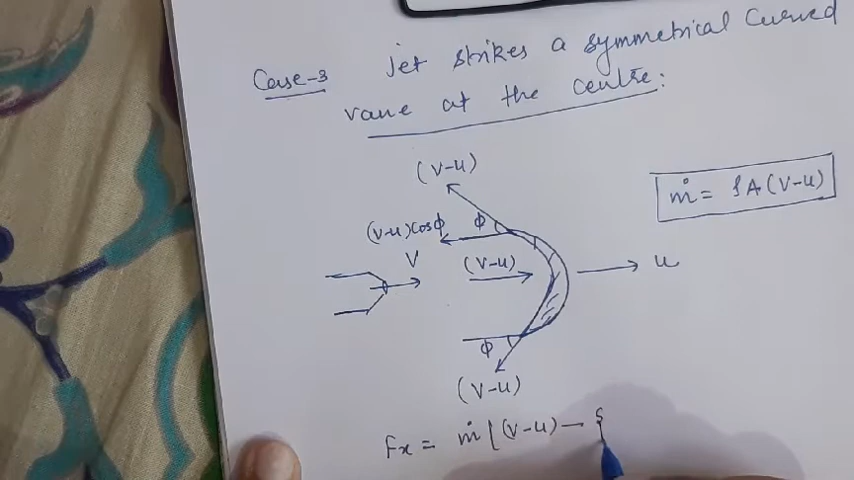 Case-3 Jet strikes a symmetrical Curved
vane at the centre:
(V-u)
ṁ = ρA(V-u)
(V-u)cosϕ
ϕ
V
(V-u)
u
ϕ
(V-u)
Fx = ṁ[(V-u) - {